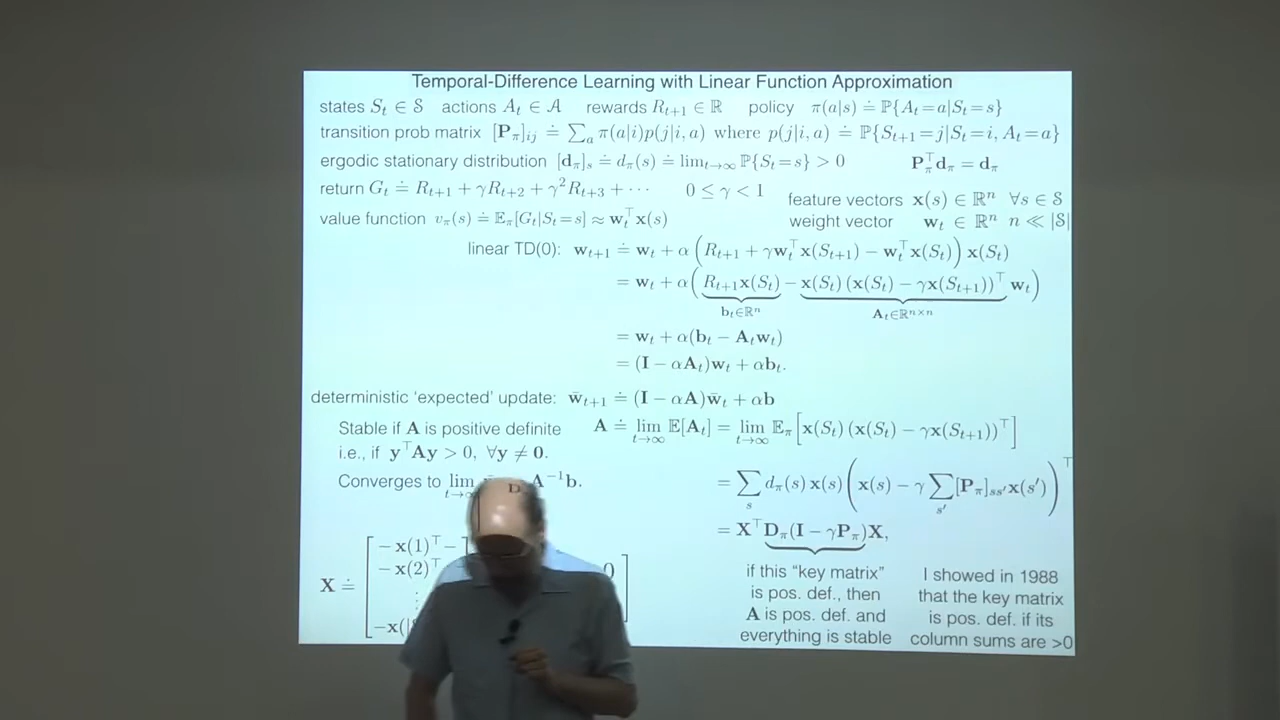 Temporal-Difference Learning with Linear Function Approximation
states S_t ∈ 𝒮 actions A_t ∈ 𝒜 rewards R_{t+1} ∈ ℝ policy π(a|s) ≐ ℙ{A_t = a|S_t = s}
transition prob matrix [P_π]_{ij} ≐ ∑_a π(a|i)p(j|i, a) where p(j|i, a) ≐ ℙ{S_{t+1} = j|S_t = i, A_t = a}
ergodic stationary distribution [d_π]_s ≐ d_π(s) ≐ lim_{t→∞} ℙ{S_t = s} > 0 P_π^⊤ d_π = d_π
return G_t ≐ R_{t+1} + γR_{t+2} + γ²R_{t+3} + ⋯ 0 ≤ γ < 1
feature vectors x(s) ∈ ℝ^n ∀s ∈ 𝒮
value function v_π(s) ≐ 𝔼_π[G_t|S_t = s] ≈ w_t^⊤ x(s)
weight vector w_t ∈ ℝ^n n ≪ |𝒮|
linear TD(0): w_{t+1} ≐ w_t + α(R_{t+1} + γw_t^⊤ x(S_{t+1}) − w_t^⊤ x(S_t)) x(S_t)
= w_t + α(R_{t+1}x(S_t) − x(S_t) (x(S_t) − γx(S_{t+1}))^⊤ w_t)
b_t∈ℝ^n A_t∈ℝ^{n×n}
= w_t + α(b_t − A_t w_t)
= (I − αA_t)w_t + αb_t.
deterministic 'expected' update: w̄_{t+1} ≐ (I − αA)w̄_t + αb
Stable if A is positive definite A ≐ lim_{t→∞} 𝔼[A_t] = lim_{t→∞} 𝔼_π[x(S_t) (x(S_t) − γx(S_{t+1}))^⊤]
i.e., if y^⊤Ay > 0, ∀y ≠ 0.
Converges to lim_{t→∞} A^{−1}b.
= ∑_s d_π(s) x(s) (x(s) − γ ∑_{s'} [P_π]_{ss'} x(s'))^⊤
= X^⊤D_π(I − γP_π)X,
X ≐ [ − x(1)^⊤ −
− x(2)^⊤
⋮
−x(|
D
0
if this "key matrix"
is pos. def., then
A is pos. def. and
everything is stable
I showed in 1988
that the key matrix
is pos. def. if its
column sums are >0